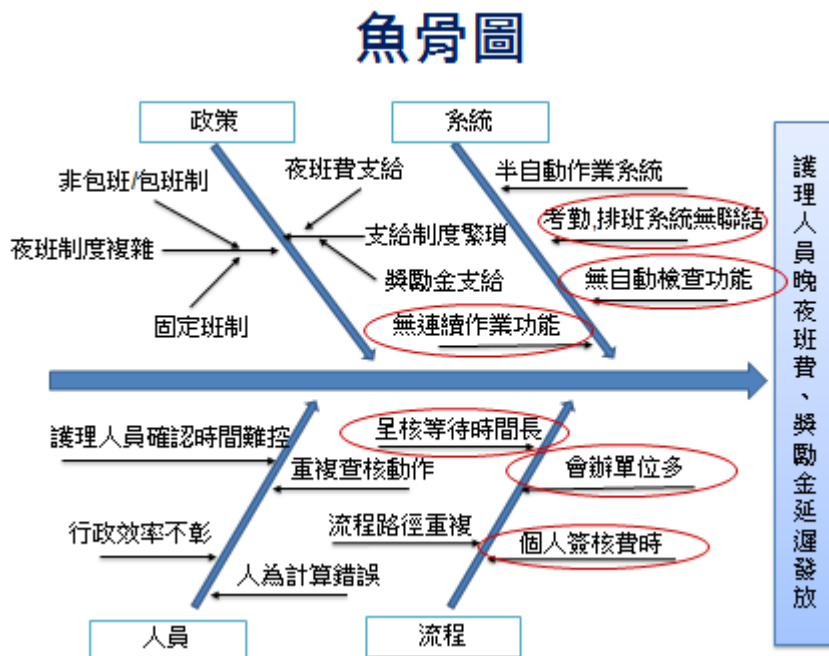 魚骨圖
政策
系統
非包班/包班制
夜班費支給
半自動作業系統
考勤,排班系統無聯結
夜班制度複雜
支給制度繁瑣
獎勵金支給
無自動檢查功能
固定班制
無連續作業功能
護理人員晚夜班費、獎勵金延遲發放
護理人員確認時間難控
呈核等待時間長
重複查核動作
會辦單位多
行政效率不彰
流程路徑重複
個人簽核費時
人為計算錯誤
人員
流程